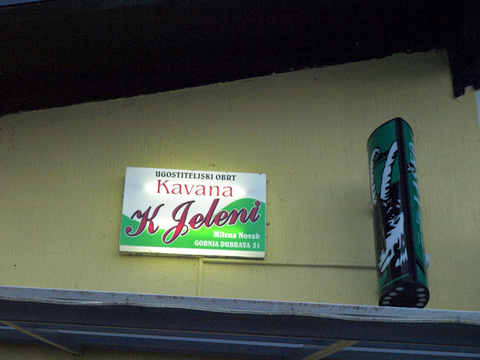 UGOSTITELJSKI OBRT
Kavana
K Jeleni
Milena Novak
GORNJA DUBRAVA 51